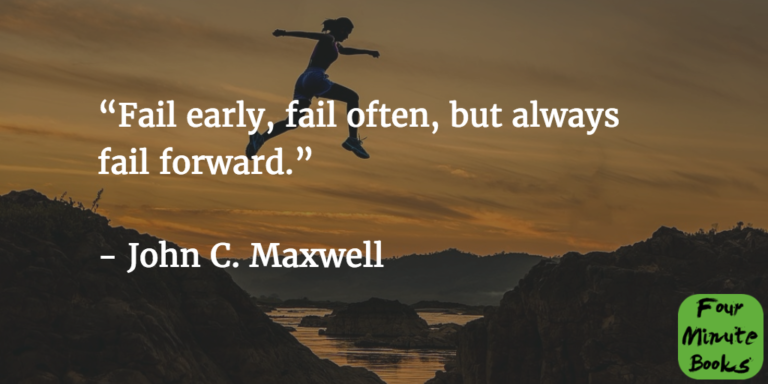 “Fail early, fail often, but always
fail forward.”
– John C. Maxwell
Four
Minute
Books